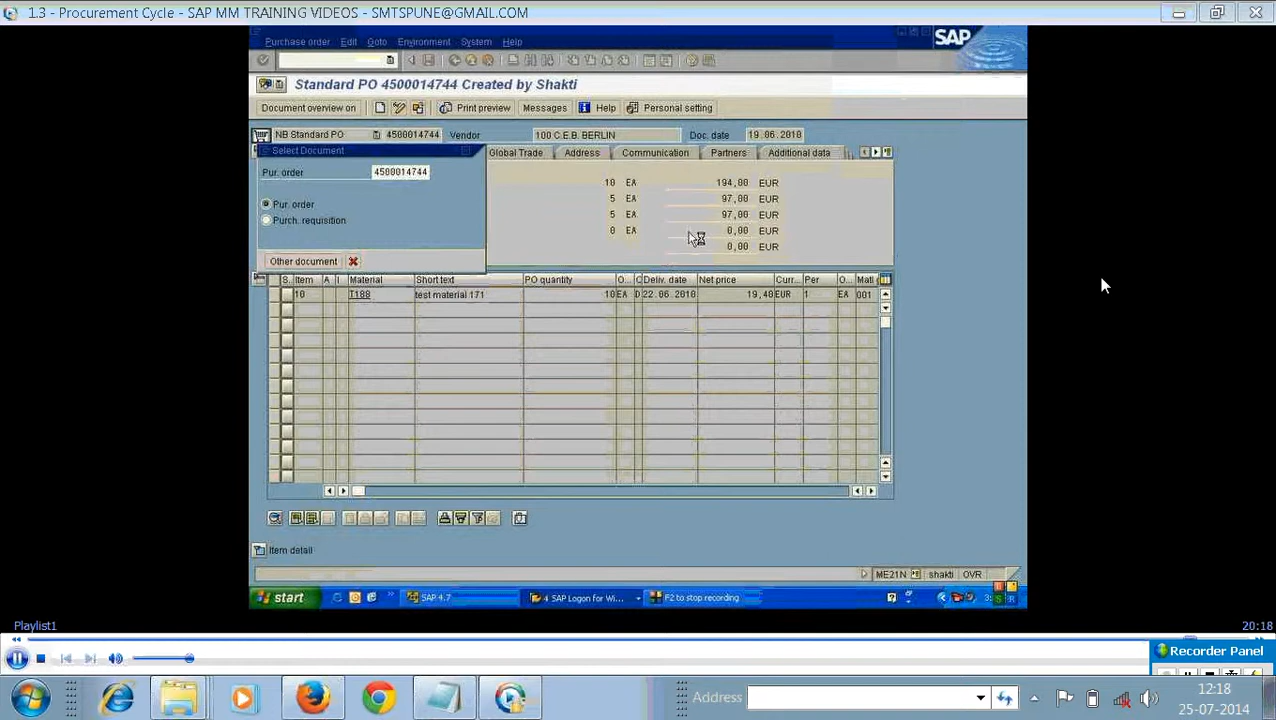 1.3 - Procurement Cycle - SAP MM TRAINING VIDEOS - SMTSPUNE@GMAIL.COM
Purchase order Edit Goto Environment System Help
SAP
Standard PO 4500014744 Created by Shakti
Document overview on Print preview Messages Help Personal setting
NB Standard PO 4500014744 Vendor 100 C.E.B. BERLIN Doc. date 19.06.2010
Select Document Global Trade Address Communication Partners Additional data
Pur. order 4500014744
10 EA 194,00 EUR
5 EA 97,00 EUR
Pur. order
5 EA 97,00 EUR
Purch. requisition
0 EA 0,00 EUR
0,00 EUR
Other document
S.. Item A I Material Short text PO quantity O.. C Deliv. date Net price Curr... Per O.. Matl
10 T188 test material 171 10 EA D 22.06.2010 19,40 EUR 1 EA 001
Item detail
ME21N shakti OVR
start SAP 4.7 4 SAP Logon for Wi... F2 to stop recording
Playlist1 20:18
Recorder Panel
Address
12:18
25-07-2014